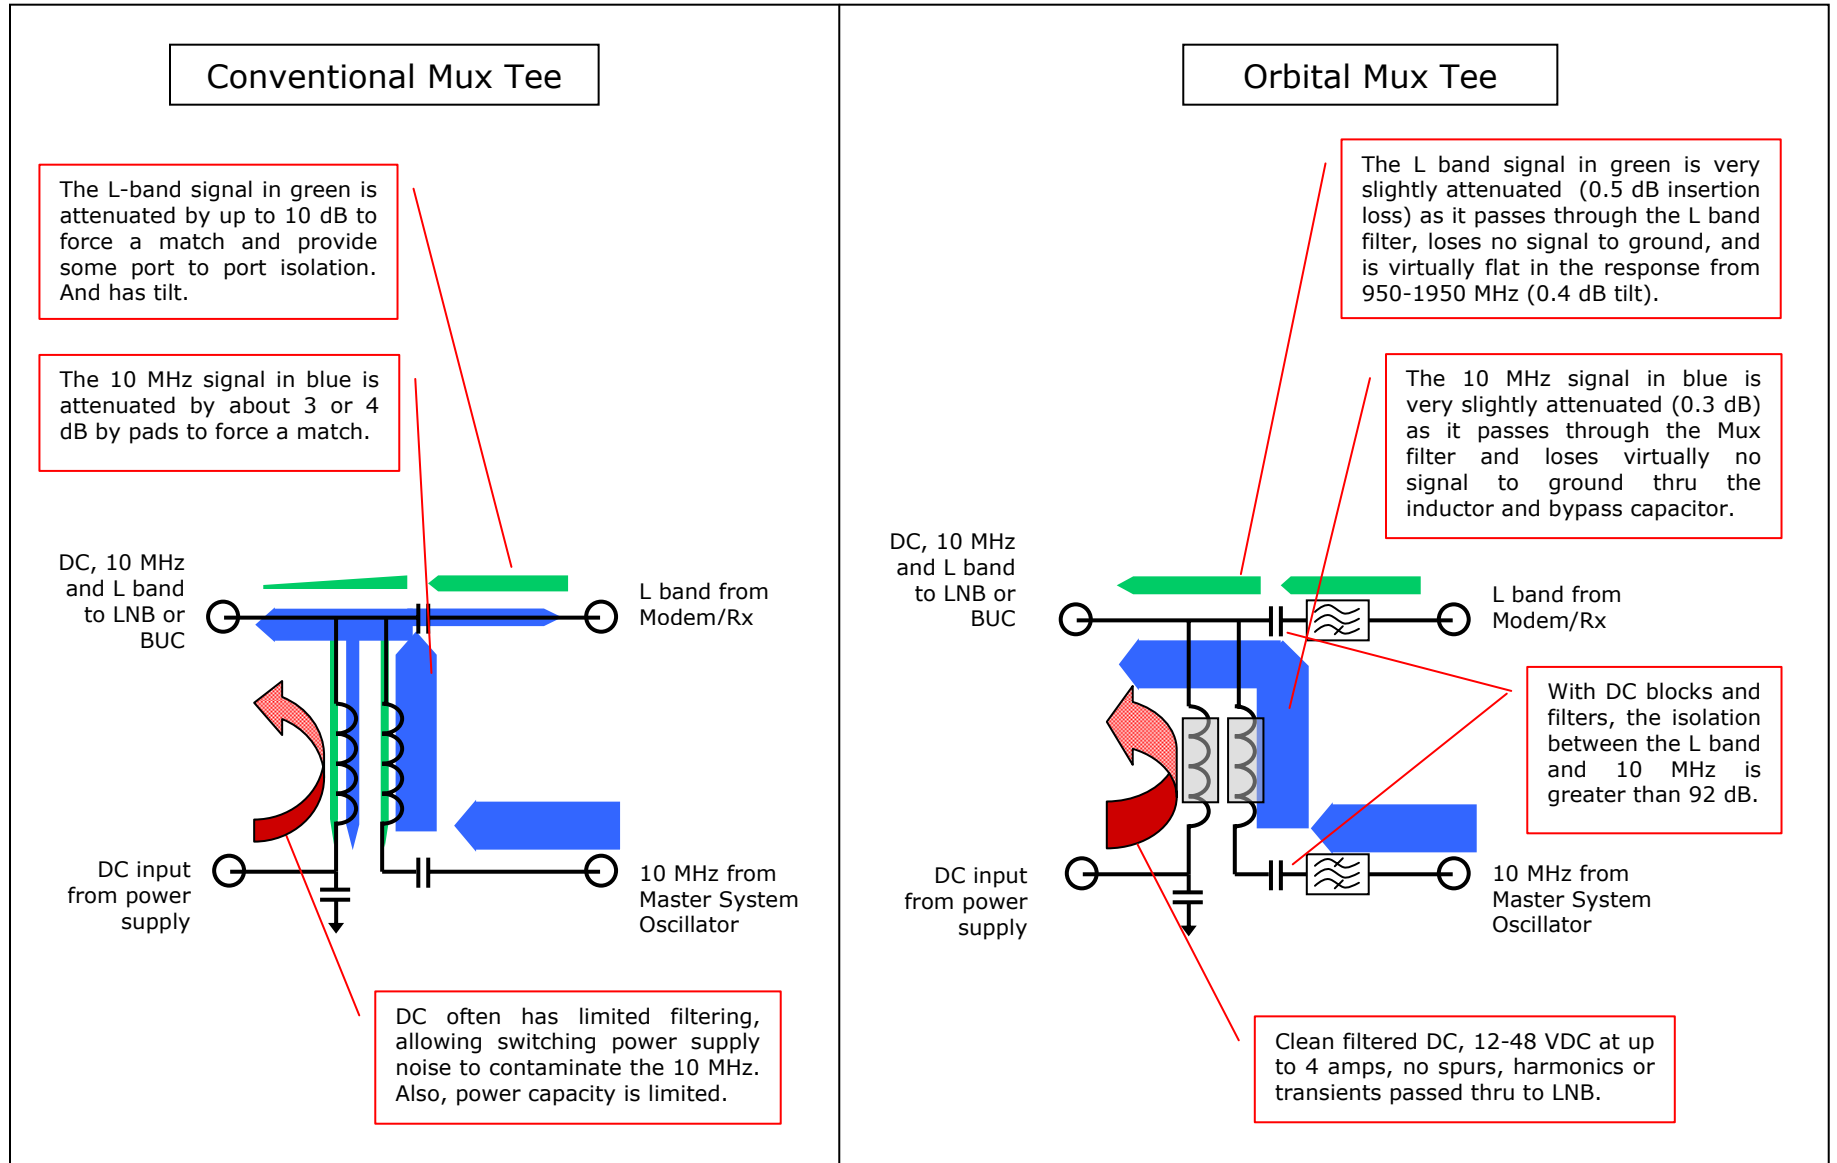 Conventional Mux Tee
The L-band signal in green is
attenuated by up to 10 dB to
force a match and provide
some port to port isolation.
And has tilt.
The 10 MHz signal in blue is
attenuated by about 3 or 4
dB by pads to force a match.
DC, 10 MHz
and L band
to LNB or
BUC
L band from
Modem/Rx
DC input
from power
supply
10 MHz from
Master System
Oscillator
DC often has limited filtering,
allowing switching power supply
noise to contaminate the 10 MHz.
Also, power capacity is limited.
Orbital Mux Tee
The L band signal in green is very
slightly attenuated (0.5 dB insertion
loss) as it passes through the L band
filter, loses no signal to ground, and
is virtually flat in the response from
950-1950 MHz (0.4 dB tilt).
The 10 MHz signal in blue is
very slightly attenuated (0.3 dB)
as it passes through the Mux
filter and loses virtually no
signal to ground thru the
inductor and bypass capacitor.
DC, 10 MHz
and L band
to LNB or
BUC
L band from
Modem/Rx
With DC blocks and
filters, the isolation
between the L band
and 10 MHz is
greater than 92 dB.
DC input
from power
supply
10 MHz from
Master System
Oscillator
Clean filtered DC, 12-48 VDC at up
to 4 amps, no spurs, harmonics or
transients passed thru to LNB.